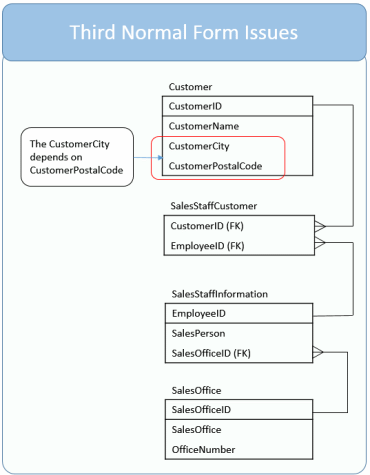 Third Normal Form Issues
Customer
CustomerID
CustomerName
The CustomerCity
depends on
CustomerPostalCode
CustomerCity
CustomerPostalCode
SalesStaffCustomer
CustomerID (FK)
EmployeeID (FK)
SalesStaffInformation
EmployeeID
SalesPerson
SalesOfficeID (FK)
SalesOffice
SalesOfficeID
SalesOffice
OfficeNumber